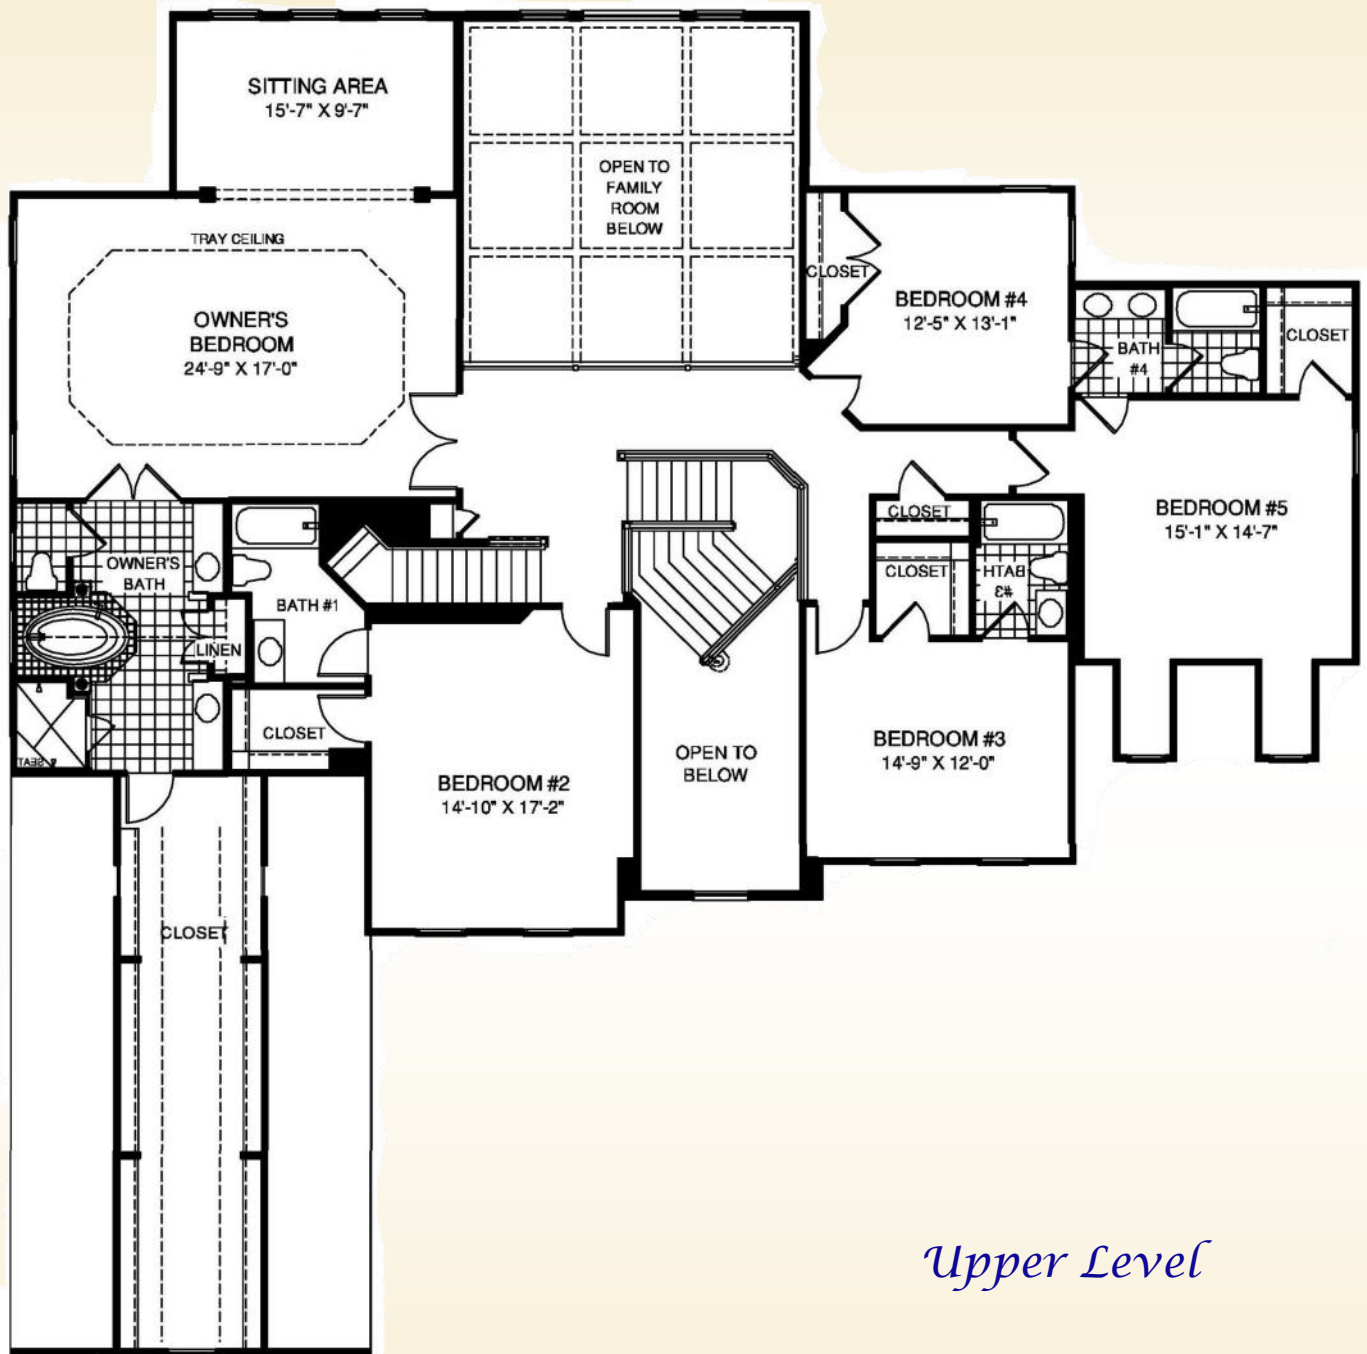 SITTING AREA
15'-7" X 9'-7"
OPEN TO
FAMILY
ROOM
BELOW
TRAY CEILING
OWNER'S
BEDROOM
24'-9" X 17'-0"
CLOSET
BEDROOM #4
12'-5" X 13'-1"
BATH
#4
CLOSET
BEDROOM #5
15'-1" X 14'-7"
CLOSET
CLOSET
BATH
#3
OWNER'S
BATH
BATH #1
LINEN
SEAT
CLOSET
BEDROOM #2
14'-10" X 17'-2"
OPEN TO
BELOW
BEDROOM #3
14'-9" X 12'-0"
CLOSET
Upper Level